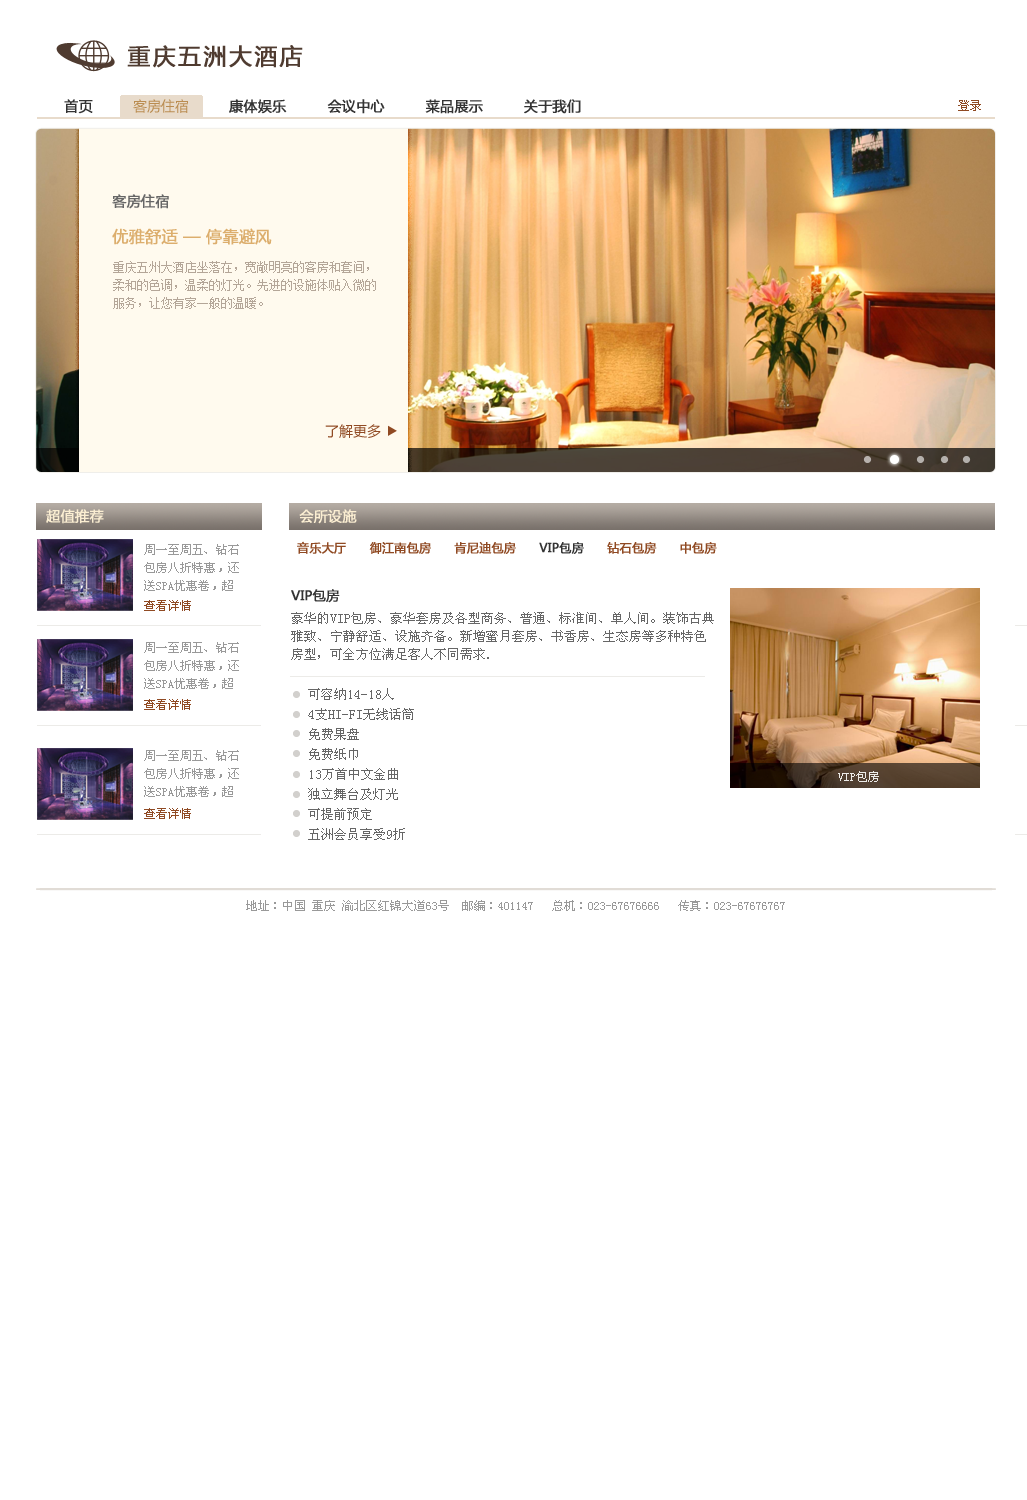 重庆五洲大酒店
首页 客房住宿 康体娱乐 会议中心 菜品展示 关于我们 登录
客房住宿
优雅舒适 — 停靠避风
重庆五州大酒店坐落在，宽敞明亮的客房和套间，
柔和的色调，温柔的灯光。先进的设施体贴入微的
服务，让您有家一般的温暖。
了解更多
超值推荐
周一至周五、钻石
包房八折特惠，还
送SPA优惠卷，超
查看详情
周一至周五、钻石
包房八折特惠，还
送SPA优惠卷，超
查看详情
周一至周五、钻石
包房八折特惠，还
送SPA优惠卷，超
查看详情
会所设施
音乐大厅 御江南包房 肯尼迪包房 VIP包房 钻石包房 中包房
VIP包房
豪华的VIP包房、豪华套房及各型商务、普通、标准间、单人间。装饰古典
雅致、宁静舒适、设施齐备。新增蜜月套房、书香房、生态房等多种特色
房型，可全方位满足客人不同需求.
可容纳14-18人
4支HI-FI无线话筒
免费果盘
免费纸巾
13万首中文金曲
独立舞台及灯光
可提前预定
五洲会员享受9折
VIP包房
地址：中国 重庆 渝北区红锦大道63号 邮编：401147 总机：023-67676666 传真：023-67676767